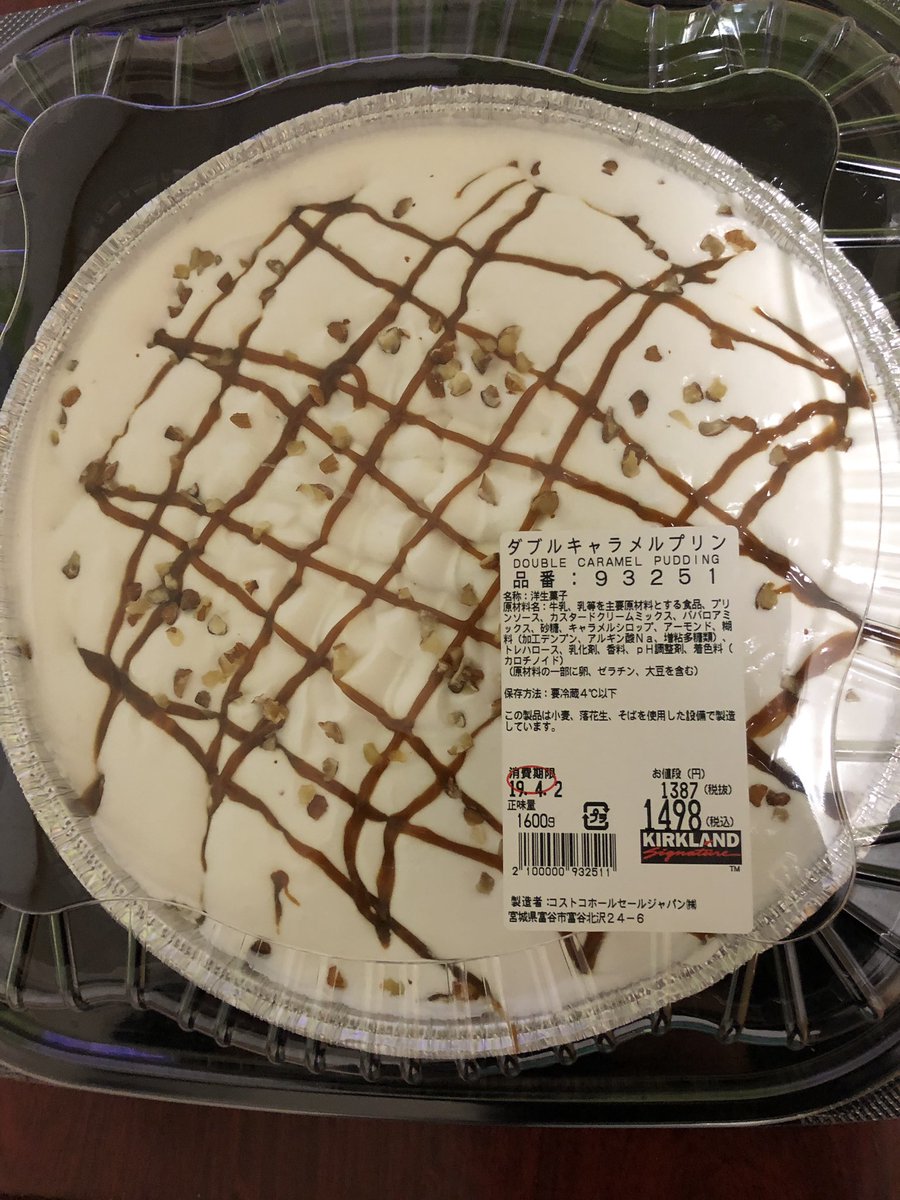 ダブルキャラメルプリン
DOUBLE CARAMEL PUDDING
品番:93251
名称:洋生菓子
原材料名:牛乳、乳等を主要原材料とする食品、プリ
ンソース、カスタードクリームミックス、ババロアミ
ックス、砂糖、キャラメルシロップ、アーモンド、糊
料(加工デンプン、アルギン酸Na、増粘多糖類)、
トレハロース、乳化剤、香料、pH調整剤、着色料(
カロチノイド)
(原材料の一部に卵、ゼラチン、大豆を含む)
保存方法:要冷蔵4℃以下
この製品は小麦、落花生、そばを使用した設備で製造
しています。
消費期限 お値段(円)
19.4.2 1387(税抜)
正味量 1498(税込)
1600g プラ
KIRKLAND
Signature™
2 100000 932511
製造者:コストコホールセールジャパン㈱
宮城県富谷市富谷北沢24-6